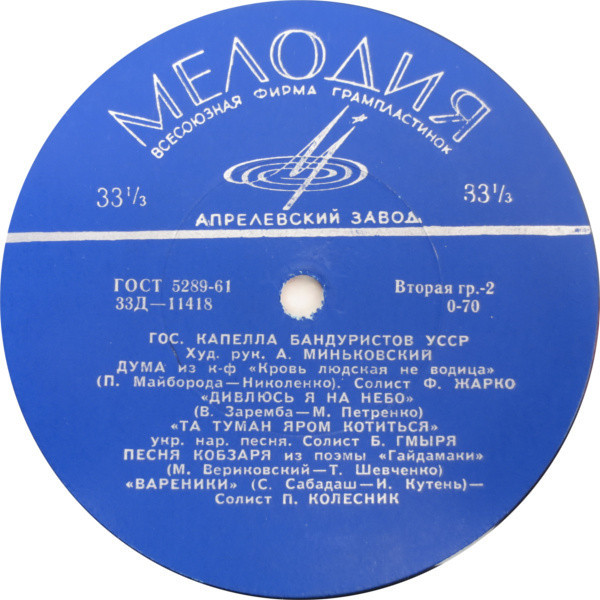 МЕЛОДИЯ
ВСЕСОЮЗНАЯ ФИРМА ГРАМПЛАСТИНОК
33⅓ 33⅓
АПРЕЛЕВСКИЙ ЗАВОД
ГОСТ 5289-61 Вторая гр.-2
33Д—11418 0-70
ГОС. КАПЕЛЛА БАНДУРИСТОВ УССР
Худ. рук. А. МИНЬКОВСКИЙ
ДУМА из к-ф «Кровь людская не водица»
(П. Майборода—Николенко). Солист Ф. ЖАРКО
«ДИВЛЮСЬ Я НА НЕБО»
(В. Заремба—М. Петренко)
«ТА ТУМАН ЯРОМ КОТИТЬСЯ»
укр. нар. песня. Солист Б. ГМЫРЯ
ПЕСНЯ КОБЗАРЯ из поэмы «Гайдамаки»
(М. Вериковский—Т. Шевченко)
«ВАРЕНИКИ» (С. Сабадаш—И. Кутень)—
Солист П. КОЛЕСНИК